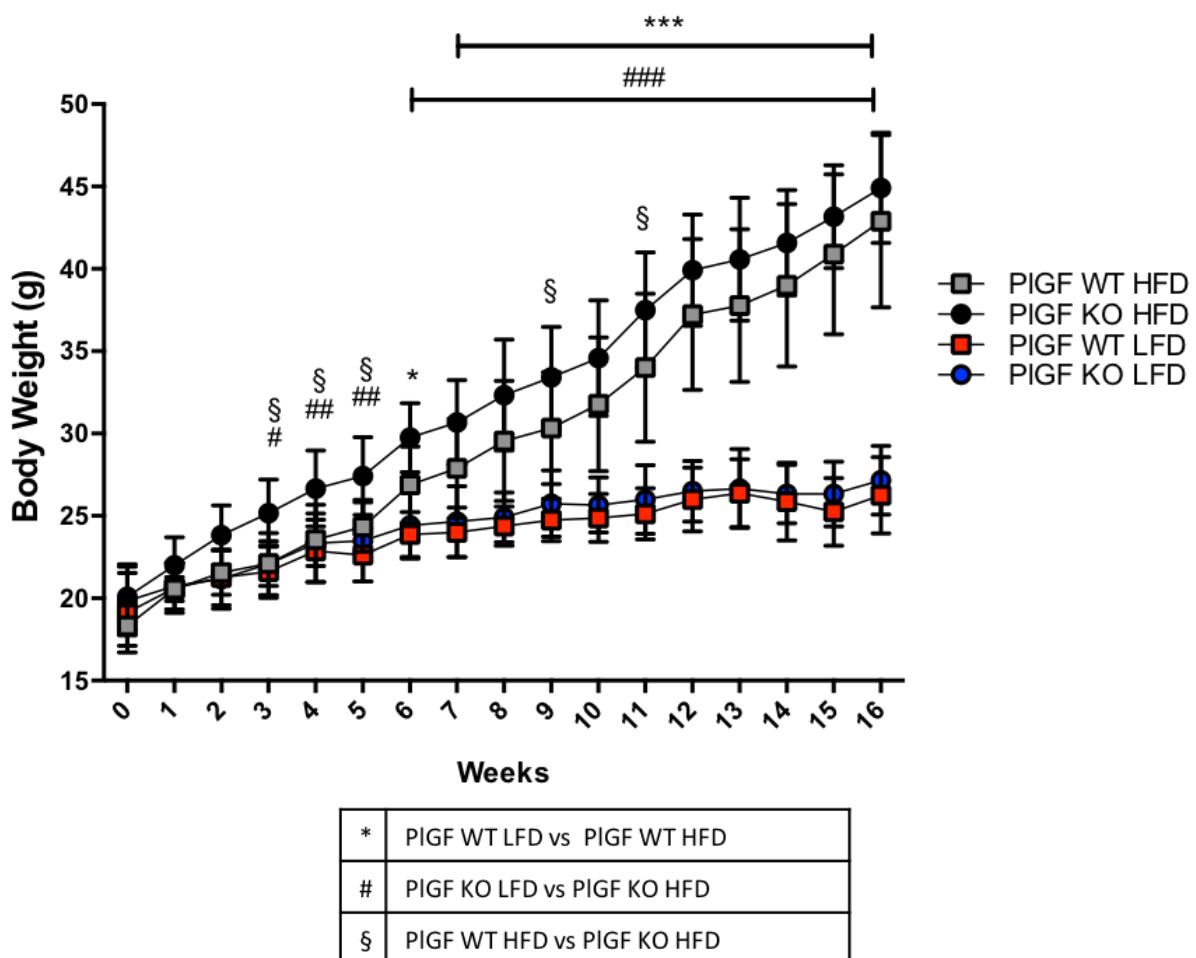 ***
###
50
45
40
35
30
25
20
15
Body Weight (g)
§
#
§
##
§
##
*
§
§
0 1 2 3 4 5 6 7 8 9 10 11 12 13 14 15 16
Weeks
PlGF WT HFD
PlGF KO HFD
PlGF WT LFD
PlGF KO LFD
* PlGF WT LFD vs PlGF WT HFD
# PlGF KO LFD vs PlGF KO HFD
§ PlGF WT HFD vs PlGF KO HFD